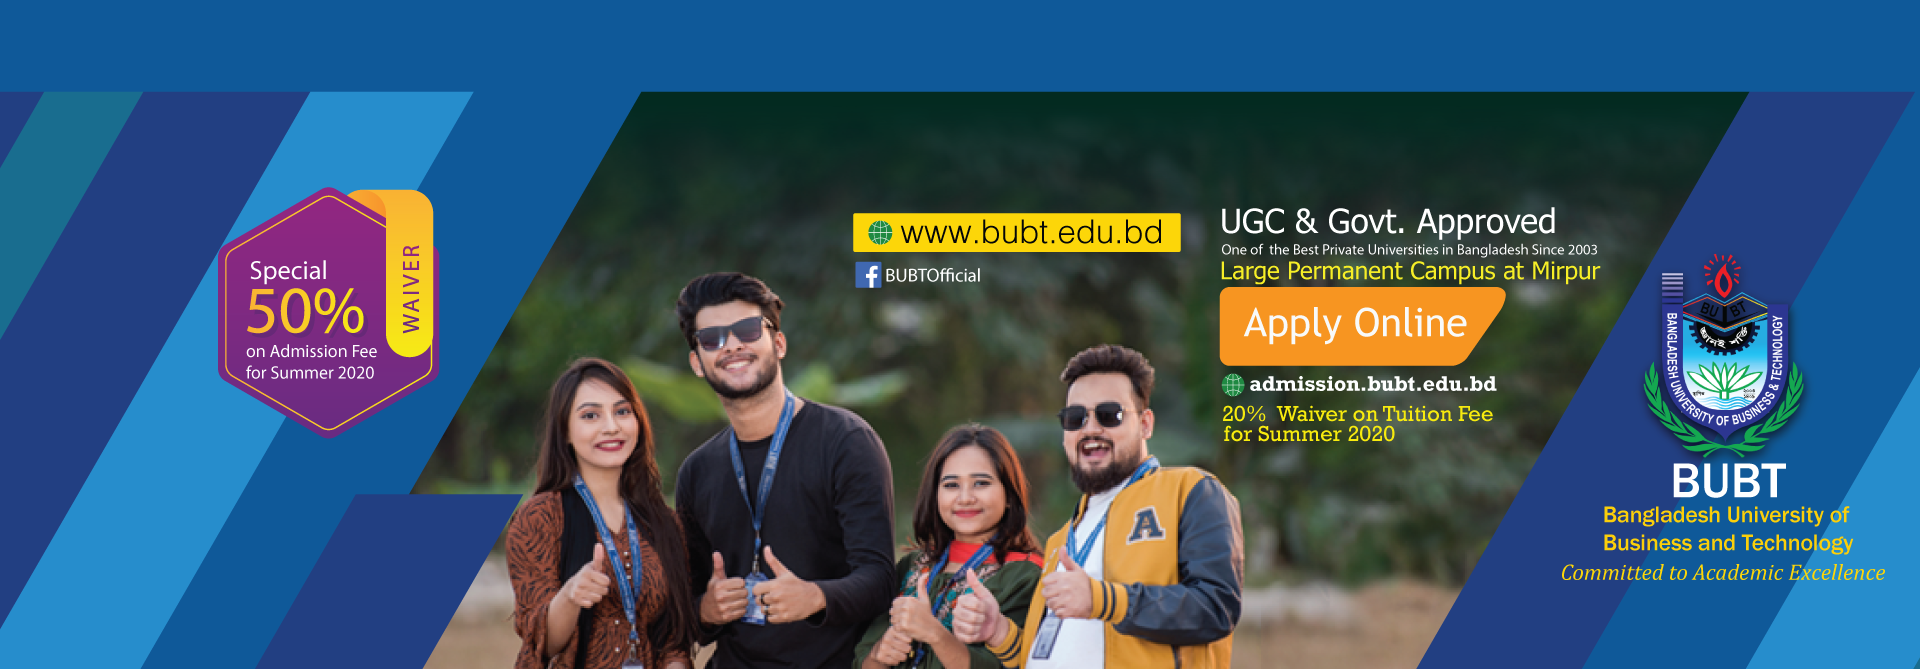 Special
50%
on Admission Fee
for Summer 2020
WAIVER
www.bubt.edu.bd
BUBTOfficial
UGC & Govt. Approved
One of the Best Private Universities in Bangladesh Since 2003
Large Permanent Campus at Mirpur
Apply Online
admission.bubt.edu.bd
20% Waiver on Tuition Fee
for Summer 2020
A
BUBT
BUBT
BANGLADESH UNIVERSITY OF BUSINESS & TECHNOLOGY
BUBT
Bangladesh University of
Business and Technology
Committed to Academic Excellence